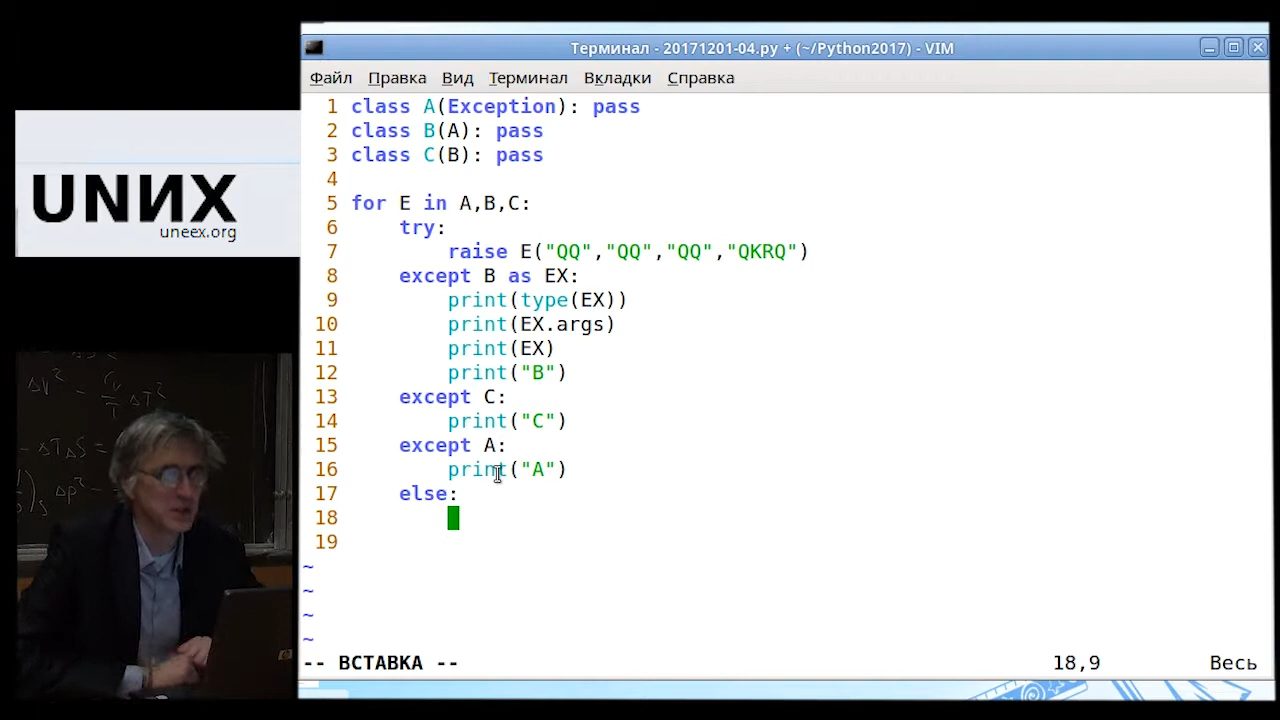 Терминал - 20171201-04.py + (~/Python2017) - VIM
Файл Правка Вид Терминал Вкладки Справка
1 class A(Exception): pass
2 class B(A): pass
3 class C(B): pass
4
5 for E in A,B,C:
6     try:
7         raise E("QQ","QQ","QQ","QKRQ")
8     except B as EX:
9         print(type(EX))
10         print(EX.args)
11         print(EX)
12         print("B")
13     except C:
14         print("C")
15     except A:
16         print("A")
17     else:
18
19
~
~
~
~
-- ВСТАВКА -- 18,9 Весь
UNИX
uneex.org